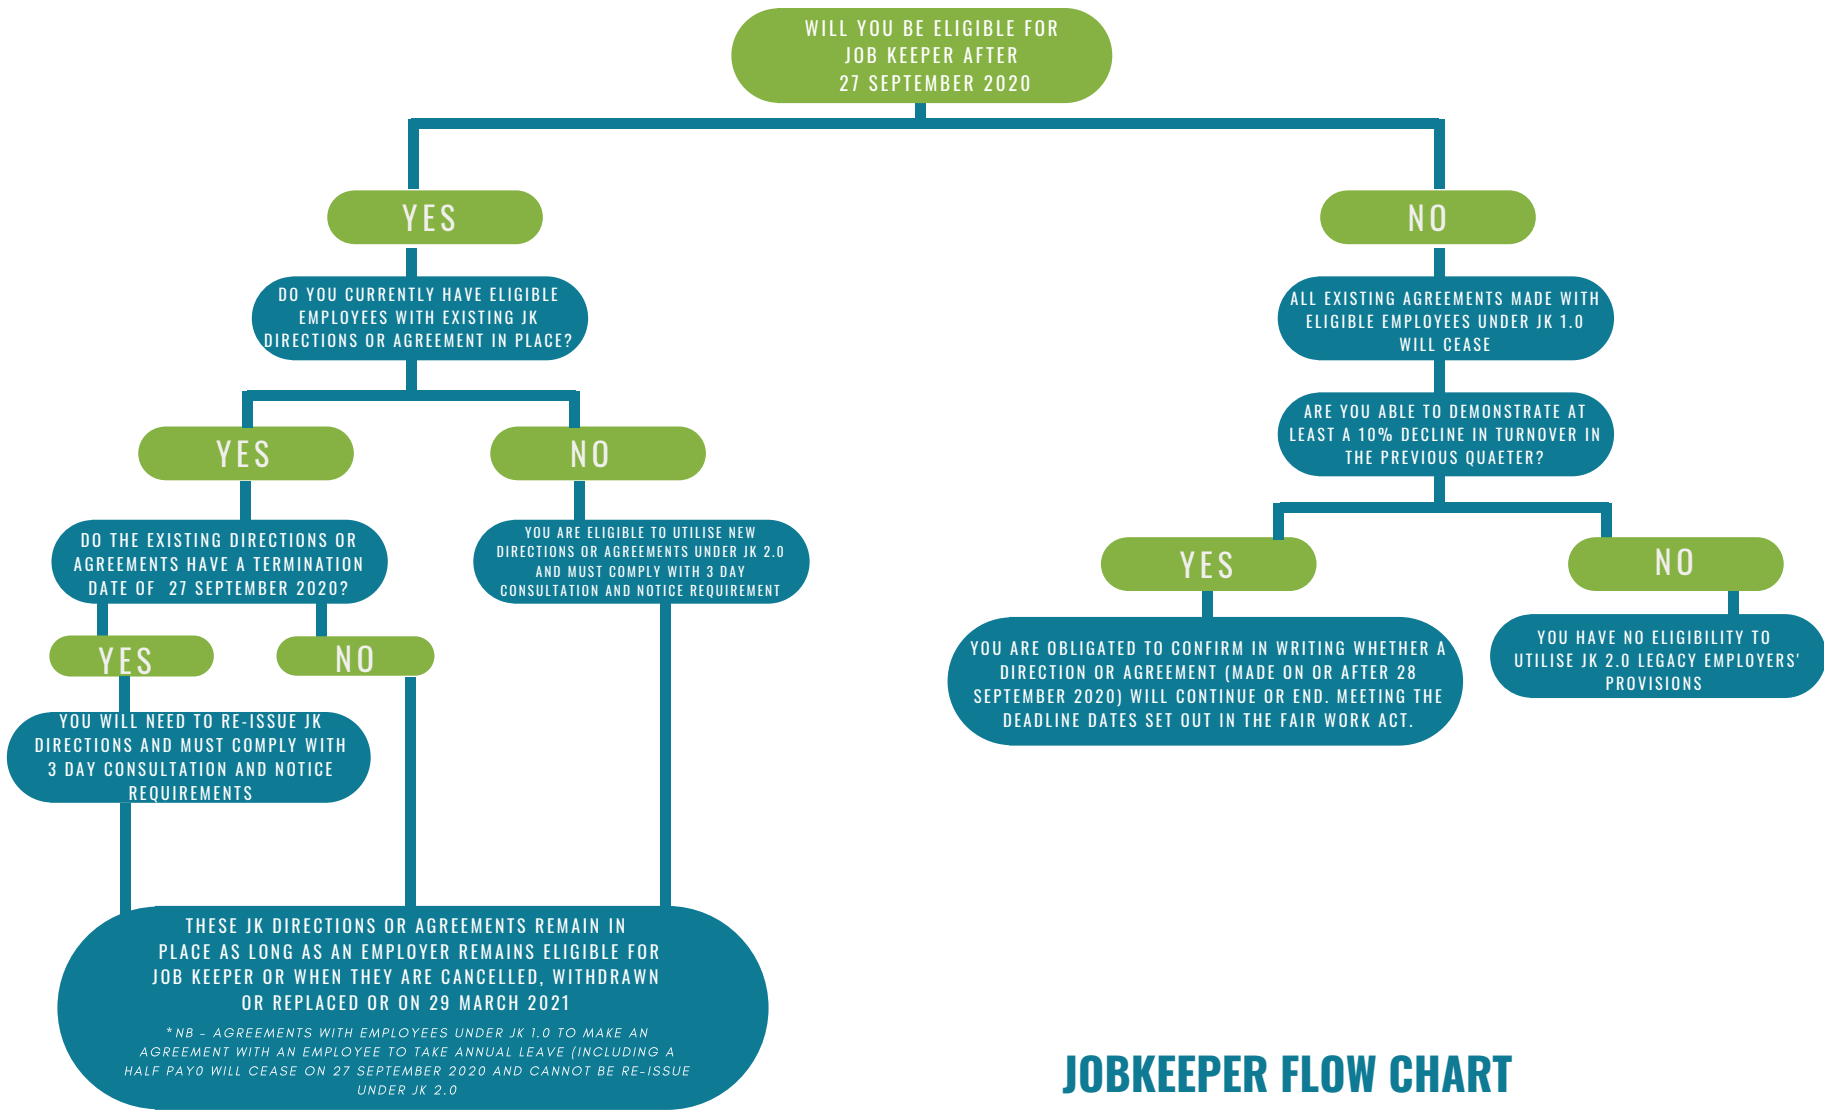 WILL YOU BE ELIGIBLE FOR
JOB KEEPER AFTER
27 SEPTEMBER 2020
YES
NO
DO YOU CURRENTLY HAVE ELIGIBLE
EMPLOYEES WITH EXISTING JK
DIRECTIONS OR AGREEMENT IN PLACE?
ALL EXISTING AGREEMENTS MADE WITH
ELIGIBLE EMPLOYEES UNDER JK 1.0
WILL CEASE
ARE YOU ABLE TO DEMONSTRATE AT
LEAST A 10% DECLINE IN TURNOVER IN
THE PREVIOUS QUAETER?
YES
NO
DO THE EXISTING DIRECTIONS OR
AGREEMENTS HAVE A TERMINATION
DATE OF 27 SEPTEMBER 2020?
YOU ARE ELIGIBLE TO UTILISE NEW
DIRECTIONS OR AGREEMENTS UNDER JK 2.0
AND MUST COMPLY WITH 3 DAY
CONSULTATION AND NOTICE REQUIREMENT
YES
NO
YES
NO
YOU ARE OBLIGATED TO CONFIRM IN WRITING WHETHER A
DIRECTION OR AGREEMENT (MADE ON OR AFTER 28
SEPTEMBER 2020) WILL CONTINUE OR END. MEETING THE
DEADLINE DATES SET OUT IN THE FAIR WORK ACT.
YOU HAVE NO ELIGIBILITY TO
UTILISE JK 2.0 LEGACY EMPLOYERS'
PROVISIONS
YOU WILL NEED TO RE-ISSUE JK
DIRECTIONS AND MUST COMPLY WITH
3 DAY CONSULTATION AND NOTICE
REQUIREMENTS
THESE JK DIRECTIONS OR AGREEMENTS REMAIN IN
PLACE AS LONG AS AN EMPLOYER REMAINS ELIGIBLE FOR
JOB KEEPER OR WHEN THEY ARE CANCELLED, WITHDRAWN
OR REPLACED OR ON 29 MARCH 2021
*NB - AGREEMENTS WITH EMPLOYEES UNDER JK 1.0 TO MAKE AN
AGREEMENT WITH AN EMPLOYEE TO TAKE ANNUAL LEAVE (INCLUDING A
HALF PAY0 WILL CEASE ON 27 SEPTEMBER 2020 AND CANNOT BE RE-ISSUE
UNDER JK 2.0
JOBKEEPER FLOW CHART